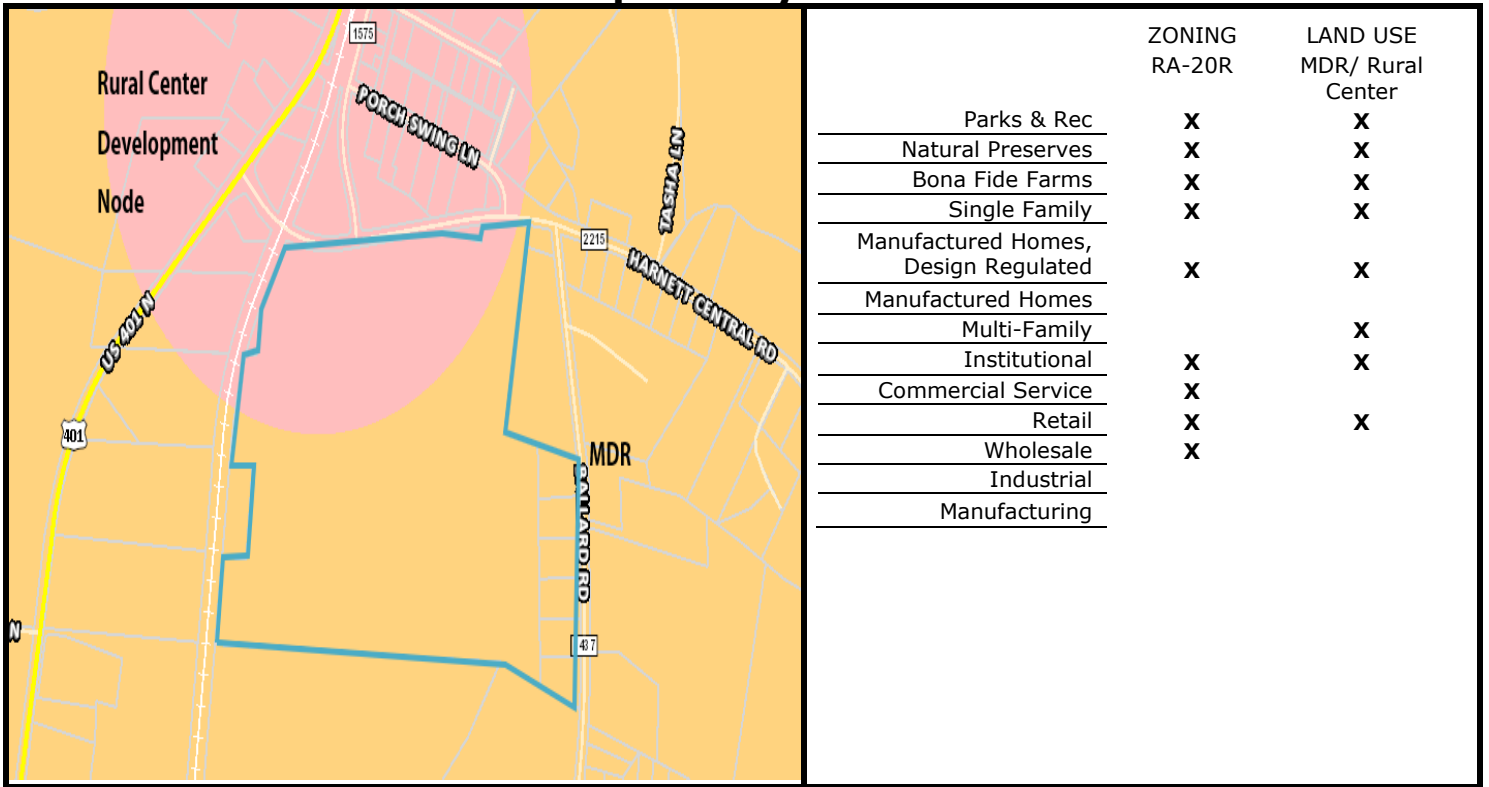 1575
Rural Center
Development
Node
PORCH SWING LN
TASHA LN
2215
HARNETT CENTRAL RD
US 401 N
401
MDR
BALLARD RD
N
ZONING LAND USE
RA-20R MDR/ Rural
Center
Parks & Rec X X
Natural Preserves X X
Bona Fide Farms X X
Single Family X X
Manufactured Homes,
Design Regulated X X
Manufactured Homes
Multi-Family X
Institutional X X
Commercial Service X
Retail X X
Wholesale X
Industrial
Manufacturing